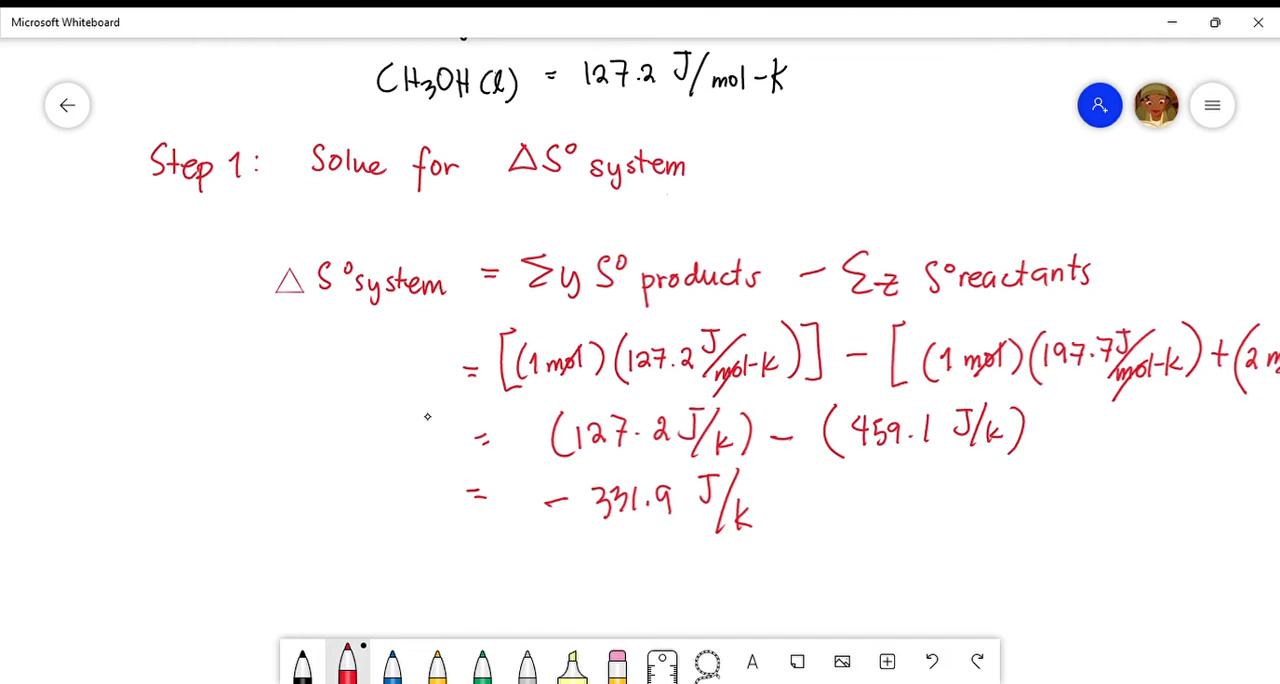 Microsoft Whiteboard
CH3OH(l) = 127.2 J/mol-K
Step 1: Solve for ΔS° system
ΔS°system = Σy S° products - Σz S° reactants
= [(1 mol)(127.2 J/mol-K)] - [(1 mol)(197.7 J/mol-K)+(2 m
= (127.2 J/K) - (459.1 J/K)
= - 331.9 J/K
A